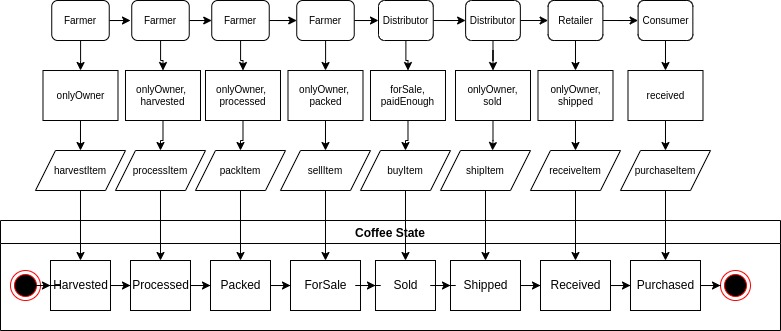 Farmer
Farmer
Farmer
Farmer
Distributor
Distributor
Retailer
Consumer
onlyOwner
onlyOwner,
harvested
onlyOwner,
processed
onlyOwner,
packed
forSale,
paidEnough
onlyOwner,
sold
onlyOwner,
shipped
received
harvestItem
processItem
packItem
sellItem
buyItem
shipItem
receiveItem
purchaseItem
Coffee State
Harvested
Processed
Packed
ForSale
Sold
Shipped
Received
Purchased